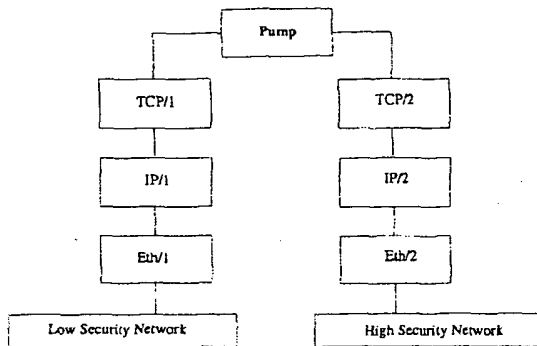 Pump
TCP/1
TCP/2
IP/1
IP/2
Eth/1
Eth/2
Low Security Network
High Security Network